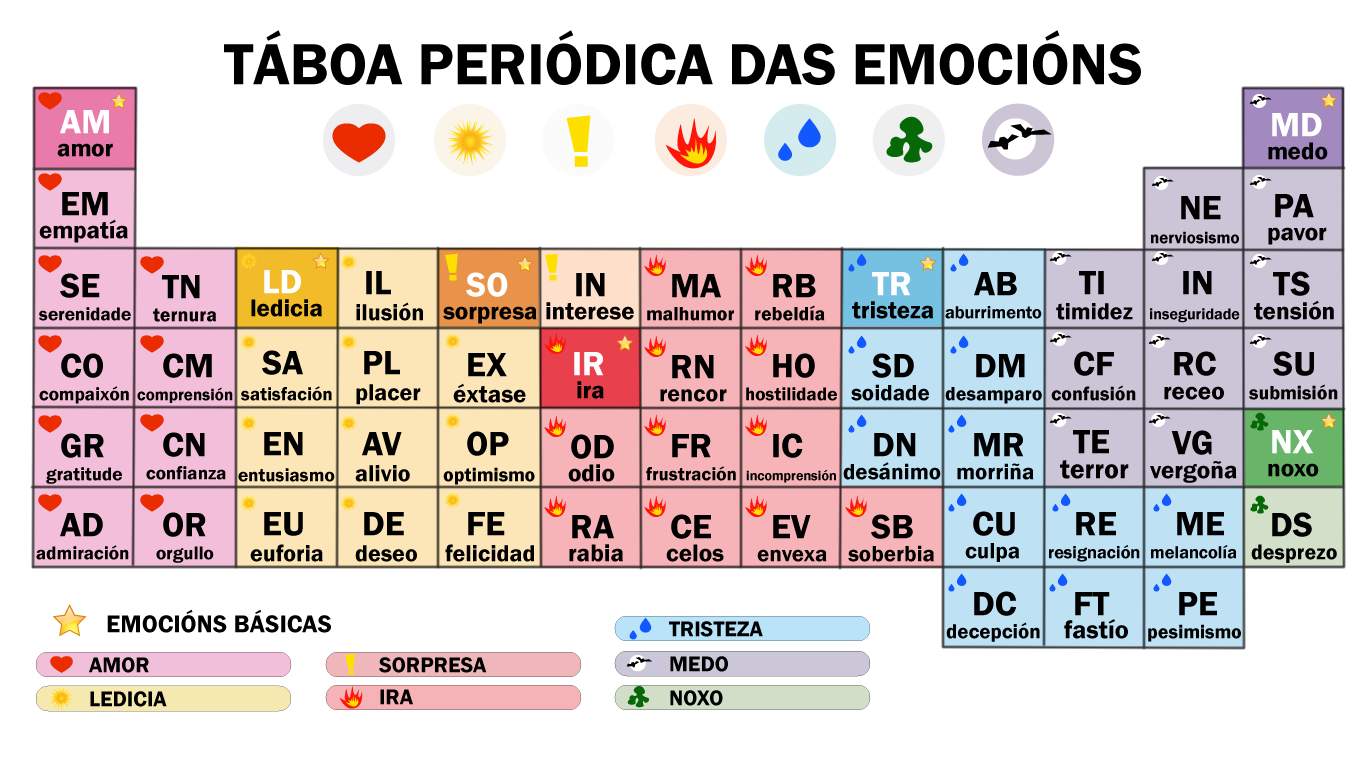 TÁBOA PERIÓDICA DAS EMOCIÓNS
AM
amor
MD
medo
EM
empatía
NE
nerviosismo
PA
pavor
SE
serenidade
TN
ternura
LD
ledicia
IL
ilusión
SO
sorpresa
IN
interese
MA
malhumor
RB
rebeldía
TR
tristeza
AB
aburrimento
TI
timidez
IN
inseguridade
TS
tensión
CO
compaixón
CM
comprensión
SA
satisfación
PL
placer
EX
éxtase
IR
ira
RN
rencor
HO
hostilidade
SD
soidade
DM
desamparo
CF
confusión
RC
receo
SU
submisión
GR
gratitude
CN
confianza
EN
entusiasmo
AV
alivio
OP
optimismo
OD
odio
FR
frustración
IC
incomprensión
DN
desánimo
MR
morriña
TE
terror
VG
vergoña
NX
noxo
AD
admiración
OR
orgullo
EU
euforia
DE
deseo
FE
felicidad
RA
rabia
CE
celos
EV
envexa
SB
soberbia
CU
culpa
RE
resignación
ME
melancolía
DS
desprezo
DC
decepción
FT
fastío
PE
pesimismo
EMOCIÓNS BÁSICAS
AMOR
LEDICIA
SORPRESA
IRA
TRISTEZA
MEDO
NOXO